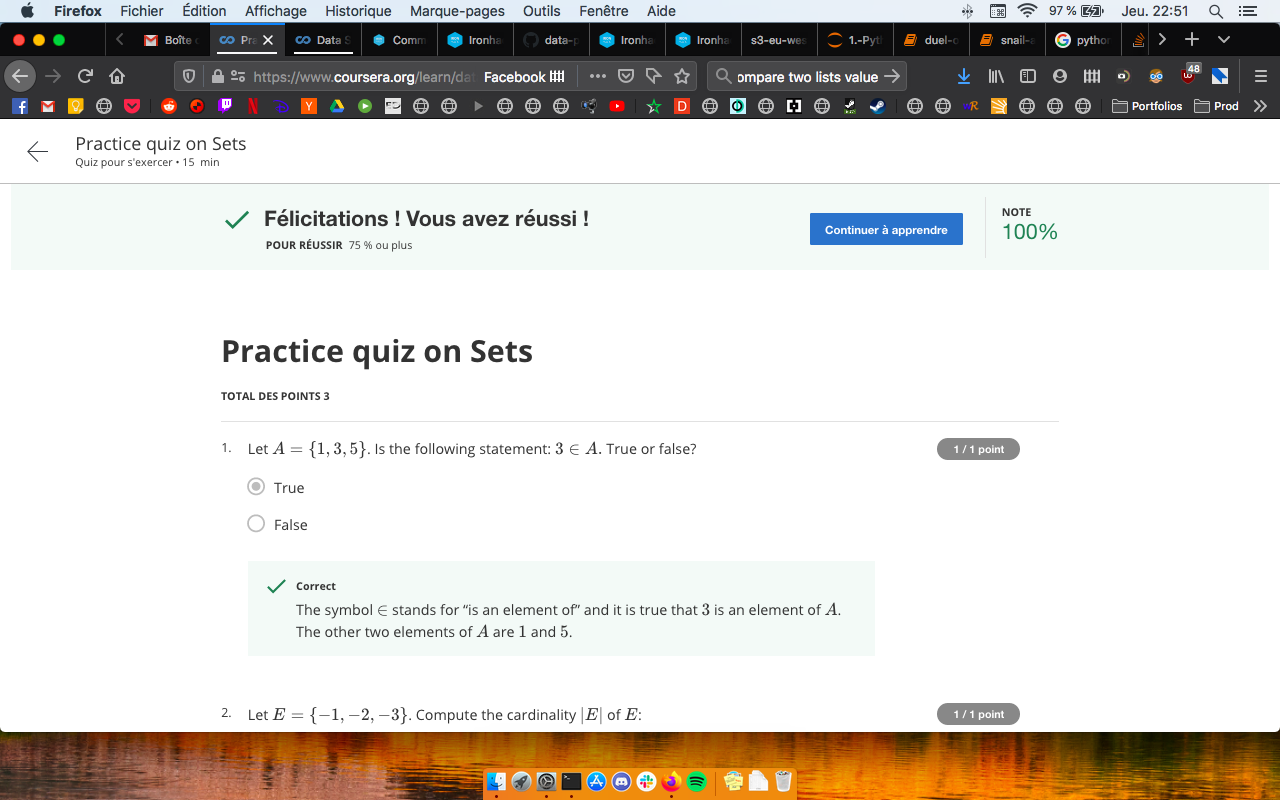 Firefox Fichier Édition Affichage Historique Marque-pages Outils Fenêtre Aide 97 % Jeu. 22:51
Boîte Pra Data S Comm Ironha data-p Ironha Ironha s3-eu-wes 1.-Pyt duel-o snail-a python
https://www.coursera.org/learn/dat Facebook ompare two lists value 48
Portfolios Prod
Practice quiz on Sets
Quiz pour s'exercer • 15 min
Félicitations ! Vous avez réussi !
POUR RÉUSSIR 75 % ou plus
Continuer à apprendre
NOTE
100%
Practice quiz on Sets
TOTAL DES POINTS 3
1. Let A = {1, 3, 5}. Is the following statement: 3 ∈ A. True or false?
1 / 1 point
True
False
Correct
The symbol ∈ stands for “is an element of” and it is true that 3 is an element of A.
The other two elements of A are 1 and 5.
2. Let E = {−1, −2, −3}. Compute the cardinality |E| of E:
1 / 1 point